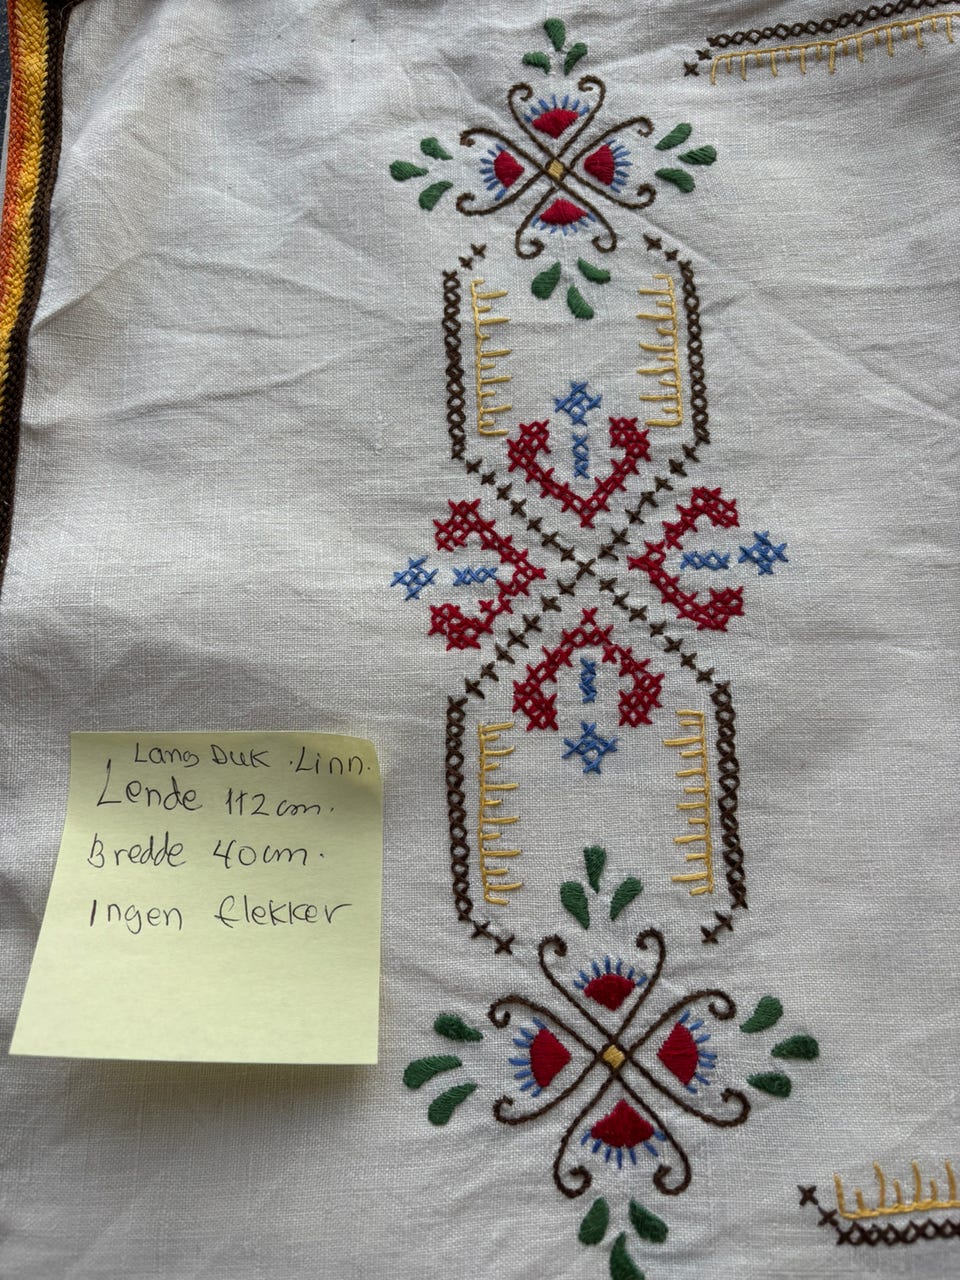 Lang Duk . Linn.
Lende 112 cm.
Bredde 40 cm.
Ingen flekker